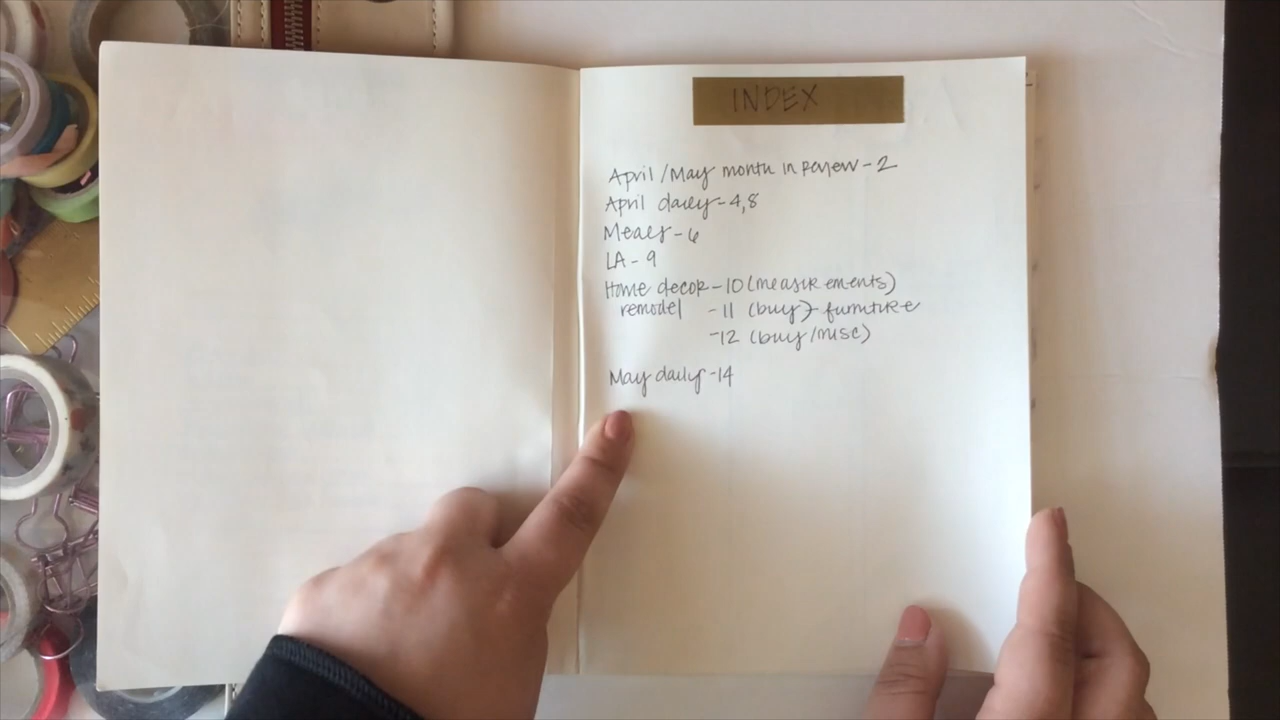 INDEX
April/May month in Review - 2
April daily - 4,8
Meals - 6
LA - 9
Home decor - 10 (measurements)
remodel - 11 (buy) furniture
- 12 (buy/misc)
May daily - 14